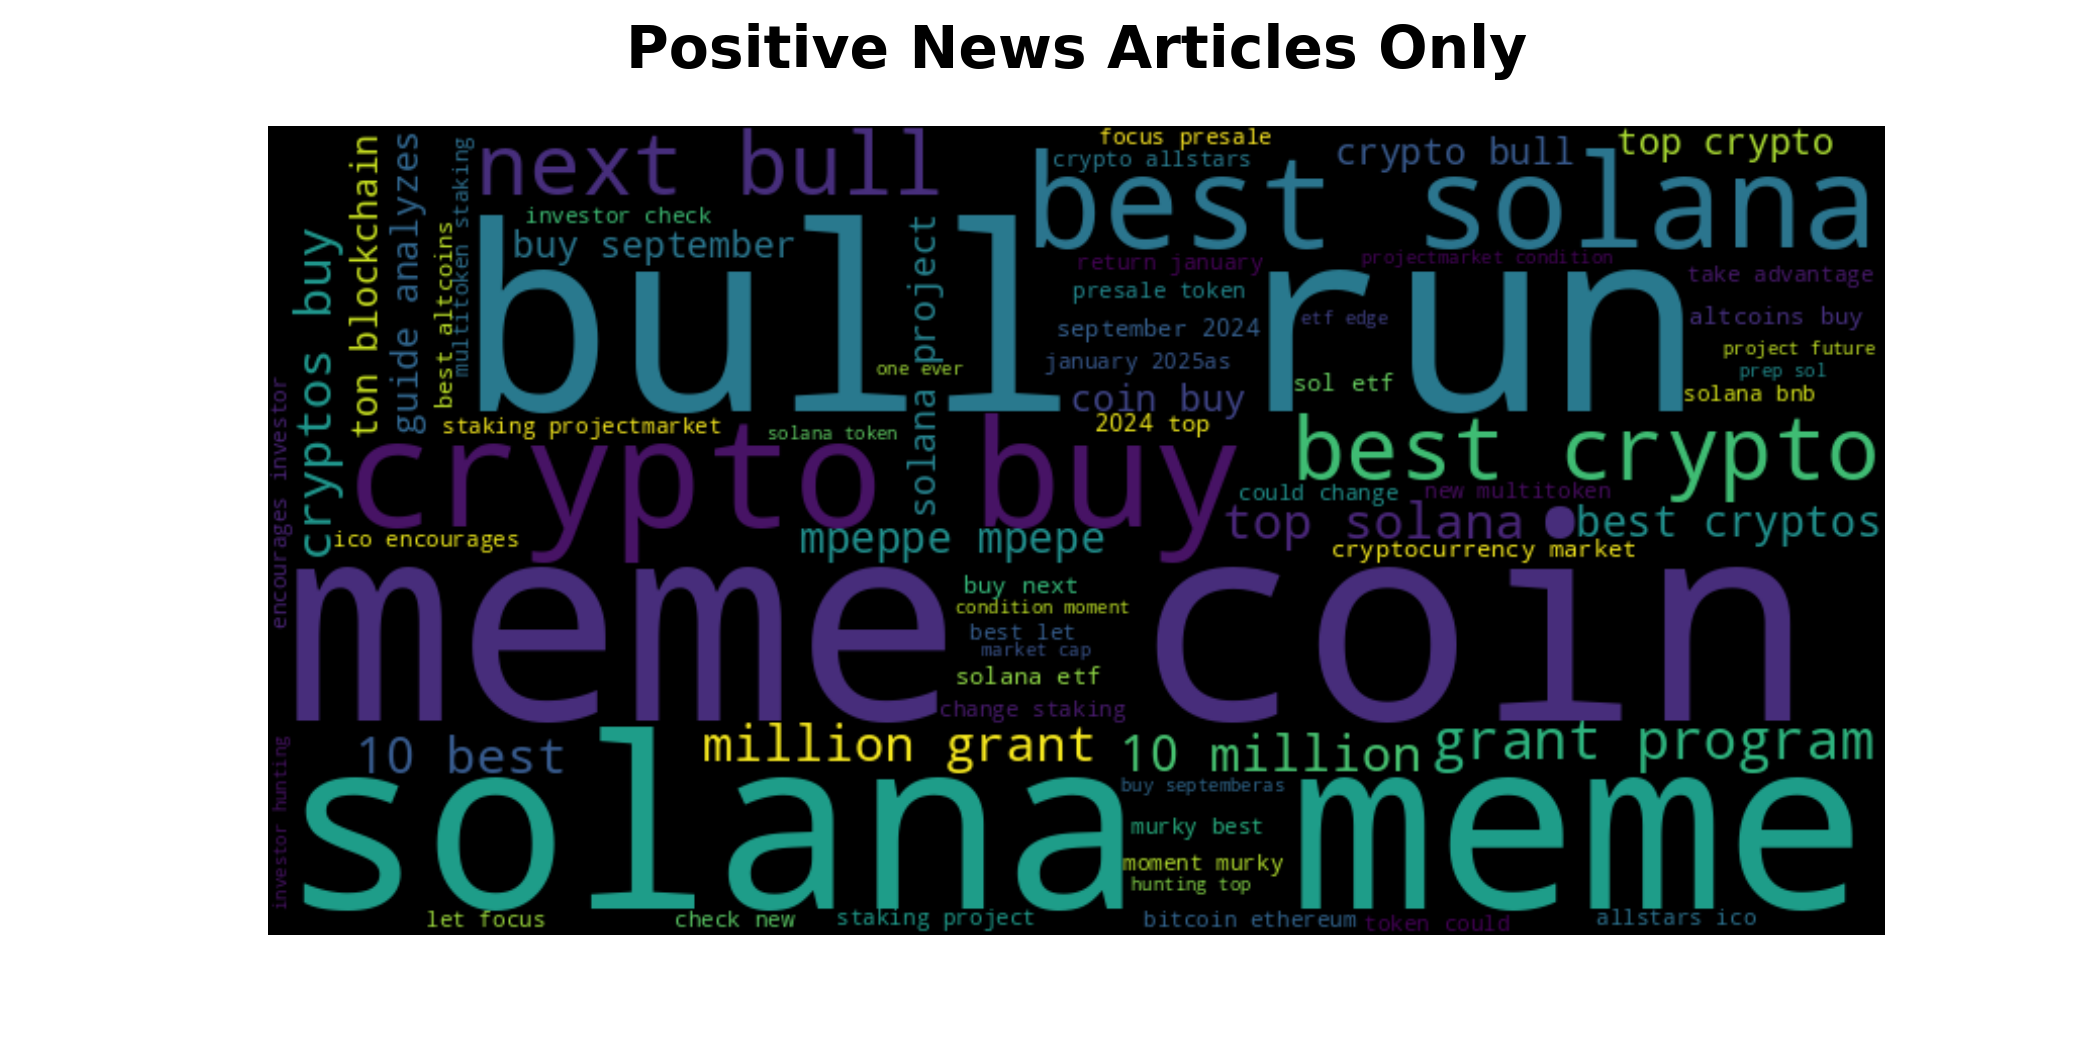 Positive News Articles Only
focus presale
top crypto
next bull
crypto allstars
crypto bull
best solana
investor check
buy september
bull run
return january
projectmarket condition
take advantage
presale token
september 2024
etf edge
altcoins buy
january 2025as
project future
one ever
prep sol
sol etf
solana bnb
coin buy
cryptos buy
ton blockchain
guide analyzes
best altcoins
multitoken staking
solana project
encourages investor
staking projectmarket
solana token
2024 top
crypto buy
best crypto
could change
new multitoken
top solana
best cryptos
ico encourages
mpeppe mpepe
cryptocurrency market
buy next
condition moment
best let
market cap
solana etf
meme coin
change staking
10 best
million grant
10 million
grant program
investor hunting
buy septemberas
solana meme
murky best
moment murky
hunting top
let focus
check new
staking project
bitcoin ethereum
token could
allstars ico